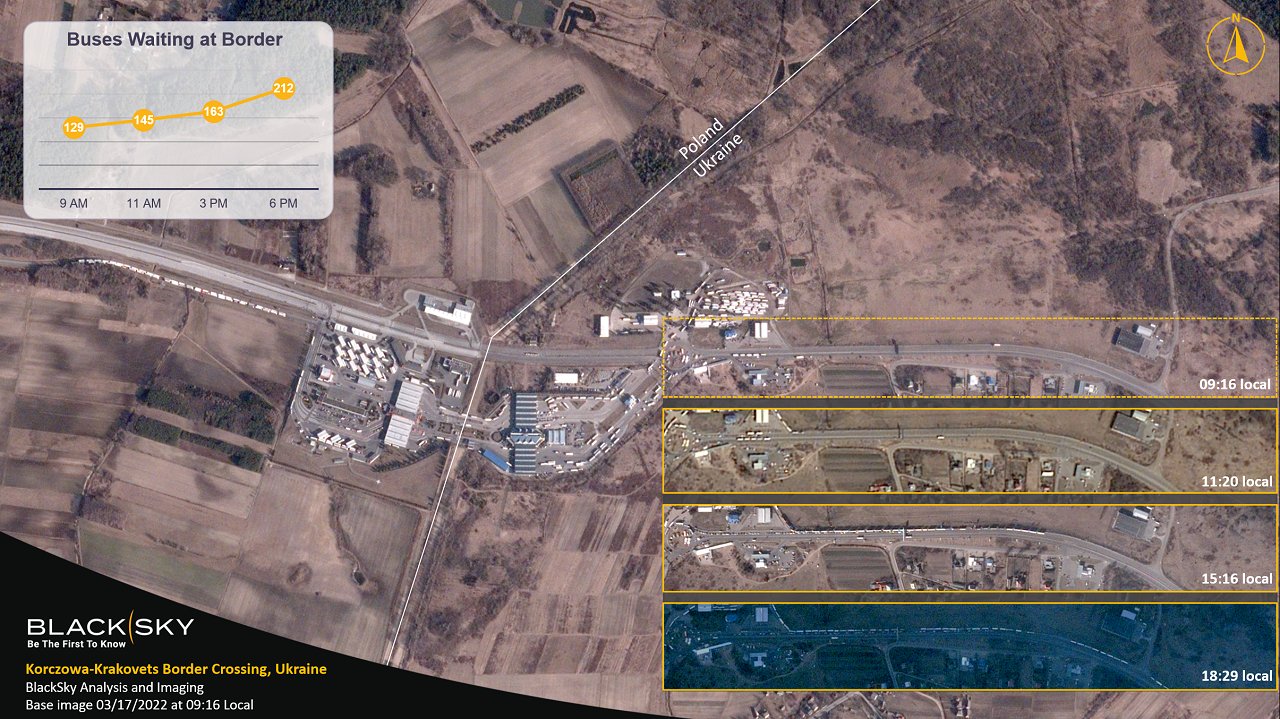 Buses Waiting at Border
129
145
163
212
9 AM
11 AM
3 PM
6 PM
N
Poland
Ukraine
09:16 local
11:20 local
15:16 local
18:29 local
BLACKSKY
Be The First To Know
Korczowa-Krakovets Border Crossing, Ukraine
BlackSky Analysis and Imaging
Base image 03/17/2022 at 09:16 Local